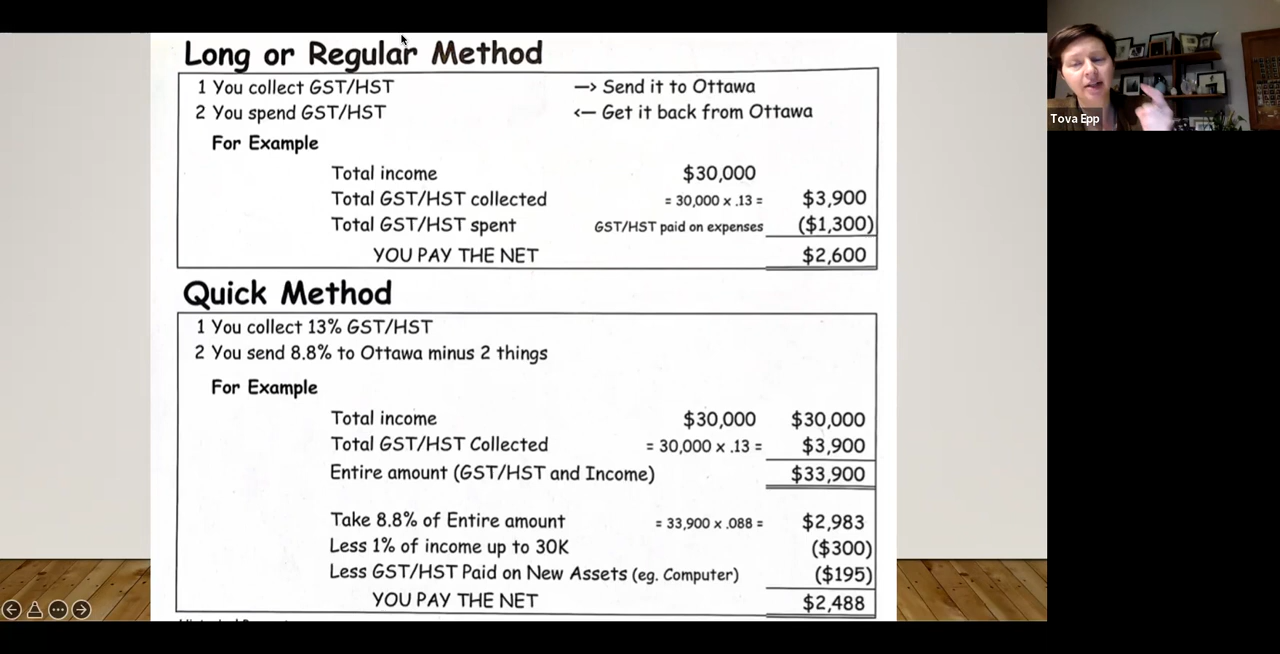 Long or Regular Method
1 You collect GST/HST —> Send it to Ottawa
2 You spend GST/HST <— Get it back from Ottawa
For Example
Total income $30,000
Total GST/HST collected = 30,000 x .13 = $3,900
Total GST/HST spent GST/HST paid on expenses ($1,300)
YOU PAY THE NET $2,600
Quick Method
1 You collect 13% GST/HST
2 You send 8.8% to Ottawa minus 2 things
For Example
Total income $30,000 $30,000
Total GST/HST Collected = 30,000 x .13 = $3,900
Entire amount (GST/HST and Income) $33,900
Take 8.8% of Entire amount = 33,900 x .088 = $2,983
Less 1% of income up to 30K ($300)
Less GST/HST Paid on New Assets (eg. Computer) ($195)
YOU PAY THE NET $2,488
Tova Epp